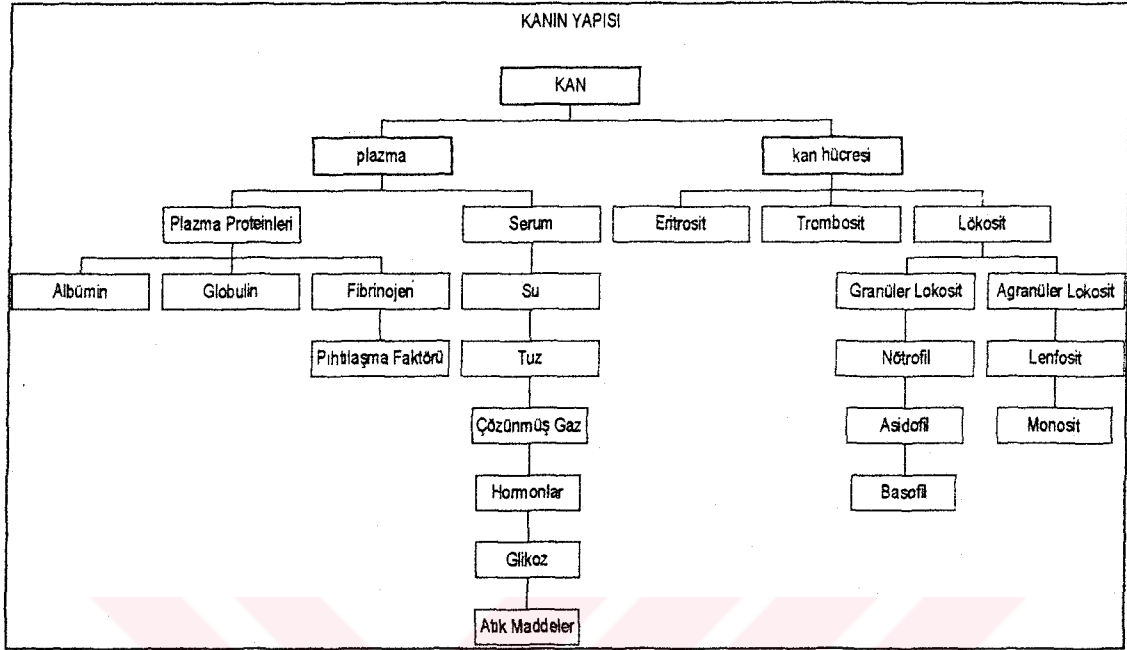 KANIN YAPISI
KAN
plazma
kan hücresi
Plazma Proteinleri
Serum
Eritrosit
Trombosit
Lökosit
Albümin
Globulin
Fibrinojen
Su
Granüler Lokosit
Agranüler Lokosit
Pıhtılaşma Faktörü
Tuz
Nötrofil
Lenfosit
Çözünmüş Gaz
Asidofil
Monosit
Hormonlar
Basofil
Glikoz
Atık Maddeler